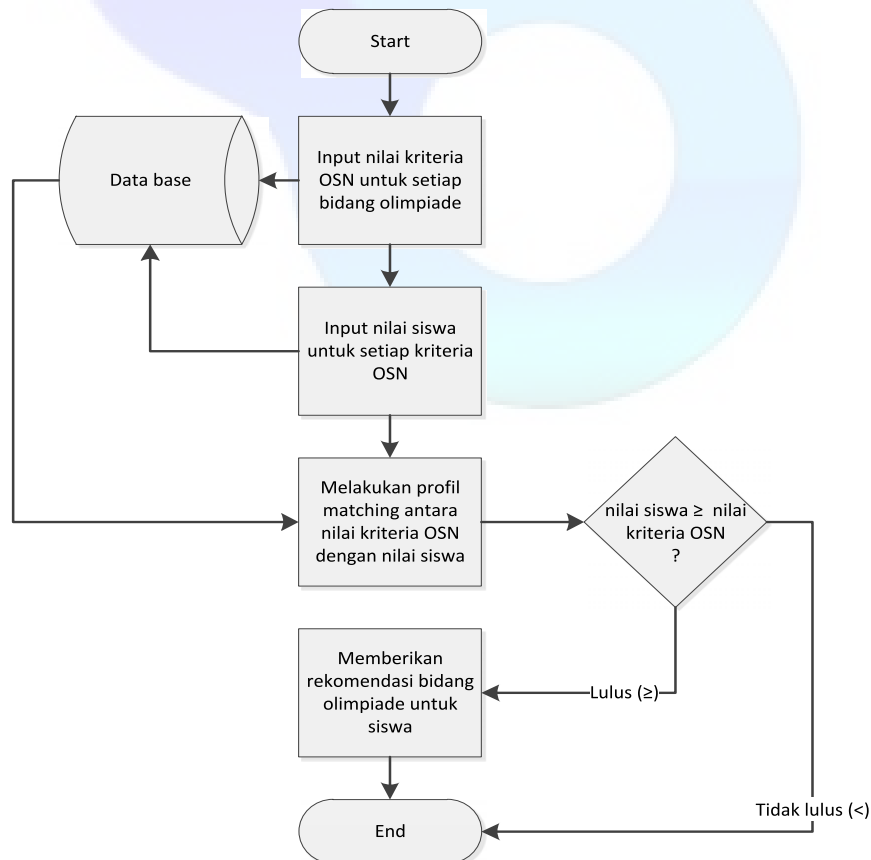 Start
Input nilai kriteria
OSN untuk setiap
bidang olimpiade
Data base
Input nilai siswa
untuk setiap kriteria
OSN
Melakukan profil
matching antara
nilai kriteria OSN
dengan nilai siswa
nilai siswa ≥ nilai
kriteria OSN
?
Memberikan
rekomendasi bidang
olimpiade untuk
siswa
Lulus (≥)
Tidak lulus (<)
End